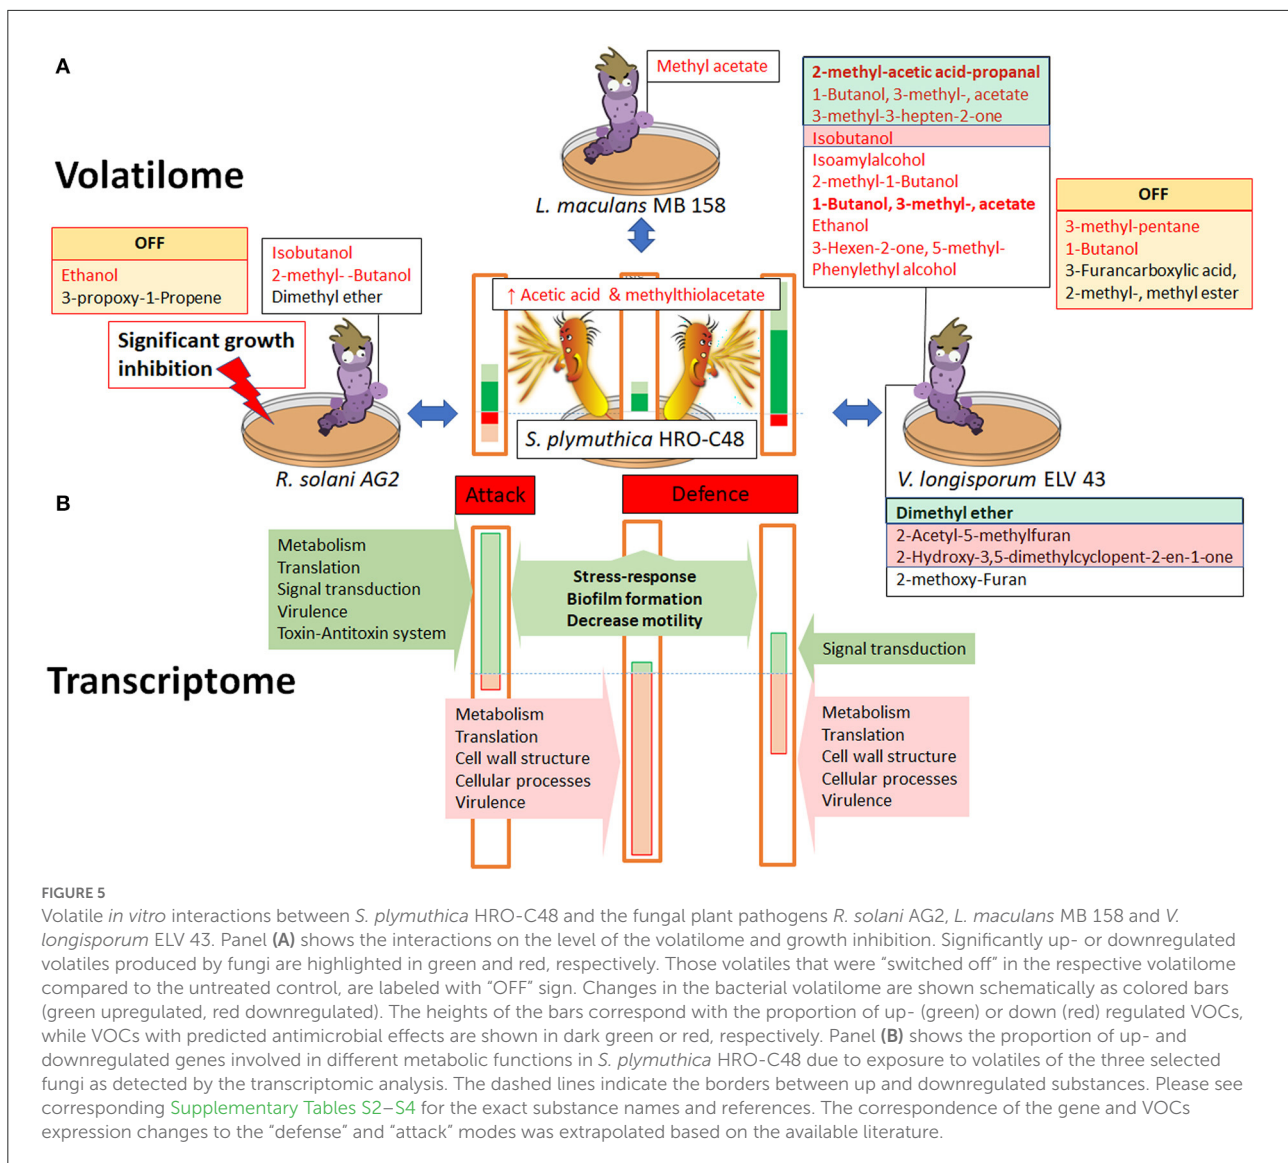 A
Volatilome
Methyl acetate
L. maculans MB 158
2-methyl-acetic acid-propanal
1-Butanol, 3-methyl-, acetate
3-methyl-3-hepten-2-one
Isobutanol
Isoamylalcohol
2-methyl-1-Butanol
1-Butanol, 3-methyl-, acetate
Ethanol
3-Hexen-2-one, 5-methyl-
Phenylethyl alcohol
OFF
3-methyl-pentane
1-Butanol
3-Furancarboxylic acid,
2-methyl-, methyl ester
OFF
Ethanol
3-propoxy-1-Propene
Isobutanol
2-methyl- -Butanol
Dimethyl ether
Significant growth
inhibition
R. solani AG2
↑ Acetic acid & methylthiolacetate
S. plymuthica HRO-C48
V. longisporum ELV 43
Dimethyl ether
2-Acetyl-5-methylfuran
2-Hydroxy-3,5-dimethylcyclopent-2-en-1-one
2-methoxy-Furan
B
Transcriptome
Attack
Defence
Metabolism
Translation
Signal transduction
Virulence
Toxin-Antitoxin system
Stress-response
Biofilm formation
Decrease motility
Signal transduction
Metabolism
Translation
Cell wall structure
Cellular processes
Virulence
Metabolism
Translation
Cell wall structure
Cellular processes
Virulence
FIGURE 5
Volatile in vitro interactions between S. plymuthica HRO-C48 and the fungal plant pathogens R. solani AG2, L. maculans MB 158 and V.
longisporum ELV 43. Panel (A) shows the interactions on the level of the volatilome and growth inhibition. Significantly up- or downregulated
volatiles produced by fungi are highlighted in green and red, respectively. Those volatiles that were “switched off” in the respective volatilome
compared to the untreated control, are labeled with “OFF” sign. Changes in the bacterial volatilome are shown schematically as colored bars
(green upregulated, red downregulated). The heights of the bars correspond with the proportion of up- (green) or down (red) regulated VOCs,
while VOCs with predicted antimicrobial effects are shown in dark green or red, respectively. Panel (B) shows the proportion of up- and
downregulated genes involved in different metabolic functions in S. plymuthica HRO-C48 due to exposure to volatiles of the three selected
fungi as detected by the transcriptomic analysis. The dashed lines indicate the borders between up and downregulated substances. Please see
corresponding Supplementary Tables S2–S4 for the exact substance names and references. The correspondence of the gene and VOCs
expression changes to the “defense” and “attack” modes was extrapolated based on the available literature.